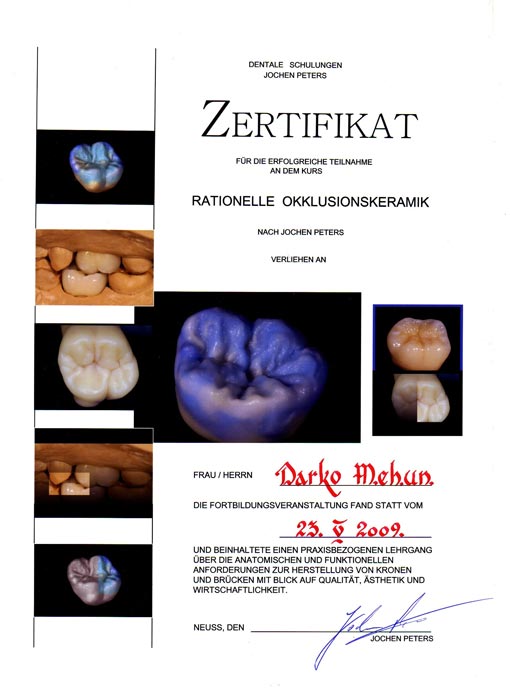 DENTALE SCHULUNGEN
JOCHEN PETERS
ZERTIFIKAT
FÜR DIE ERFOLGREICHE TEILNAHME
AN DEM KURS
RATIONELLE OKKLUSIONSKERAMIK
NACH JOCHEN PETERS
VERLIEHEN AN
FRAU / HERRN Darko Mehun.
DIE FORTBILDUNGSVERANSTALTUNG FAND STATT VOM
23. V 2009.
UND BEINHALTETE EINEN PRAXISBEZOGENEN LEHRGANG
ÜBER DIE ANATOMISCHEN UND FUNKTIONELLEN
ANFORDERUNGEN ZUR HERSTELLUNG VON KRONEN
UND BRÜCKEN MIT BLICK AUF QUALITÄT, ÄSTHETIK UND
WIRTSCHAFTLICHKEIT.
NEUSS, DEN
JOCHEN PETERS